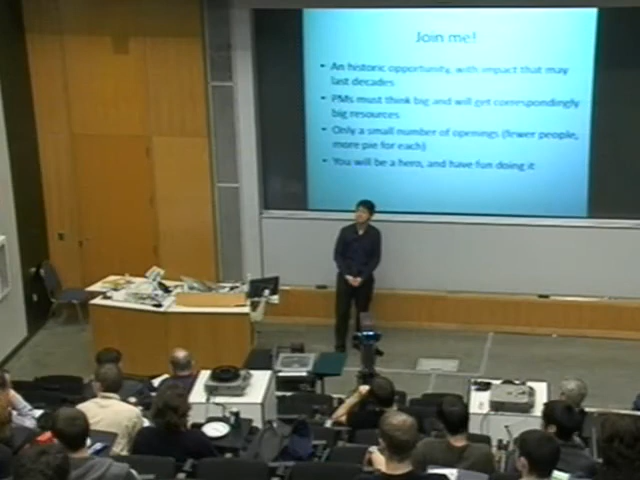 Join me!
• An historic opportunity, with impact that may
last decades
• PMs must think big and will get correspondingly
big resources
• Only a small number of openings (fewer people,
more pie for each)
• You will be a hero, and have fun doing it